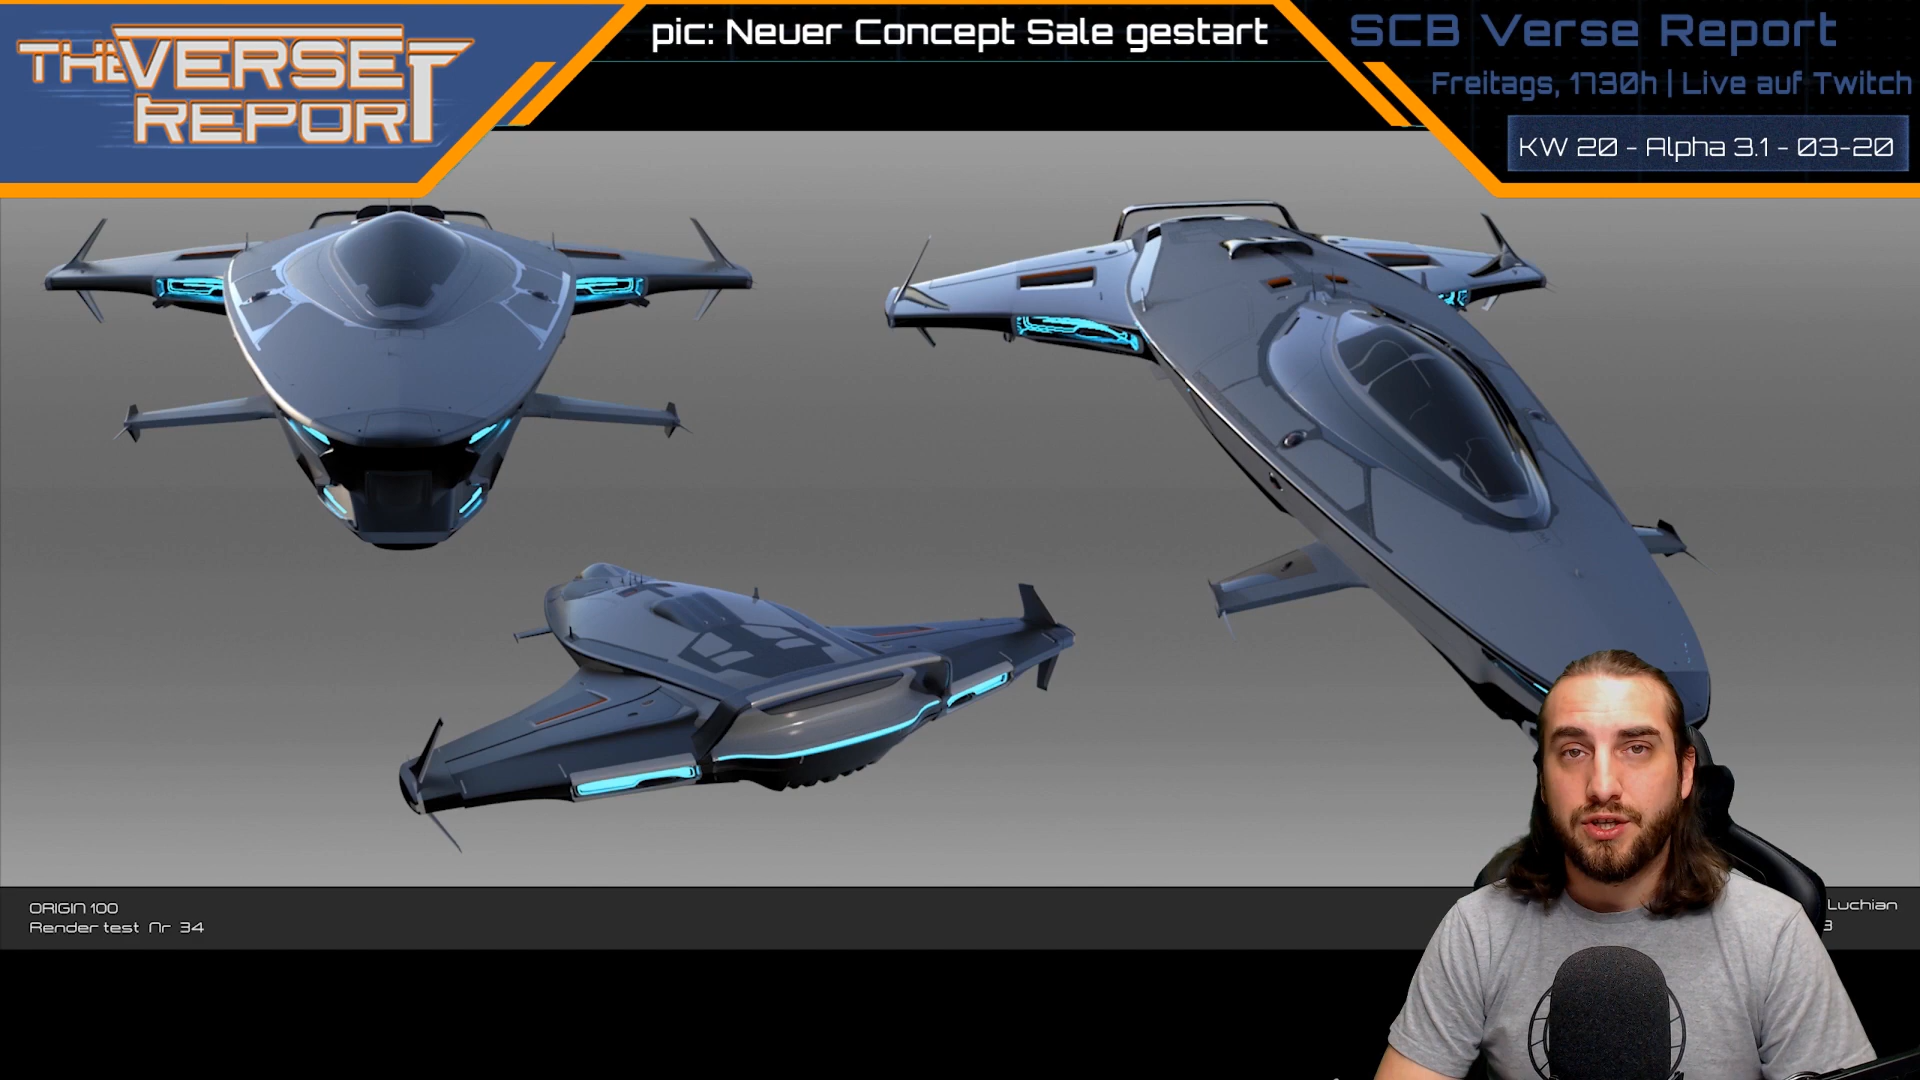 THE VERSE
REPORT
pic: Neuer Concept Sale gestart
SCB Verse Report
Freitags, 1730h | Live auf Twitch
KW 20 - Alpha 3.1 - 03-20
ORIGIN 100
Render test Nr 34
Luchian
3